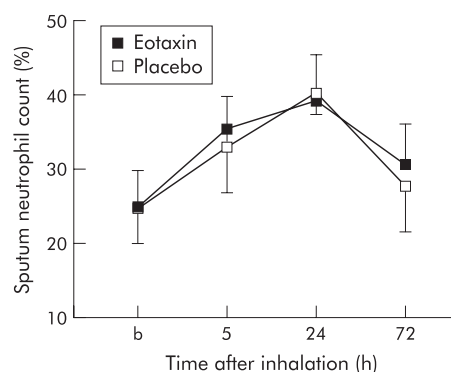 50
40
30
20
10
Sputum neutrophil count (%)
Eotaxin
Placebo
b 5 24 72
Time after inhalation (h)